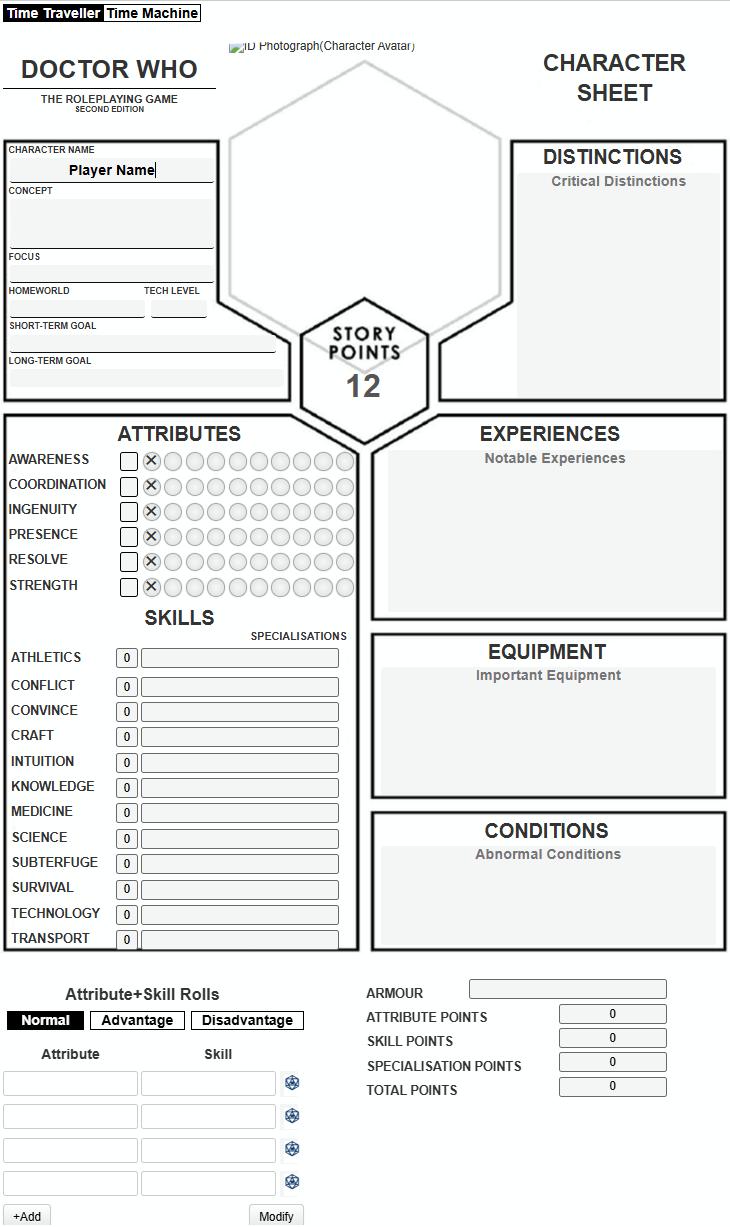 Time Traveller Time Machine
ID Photograph(Character Avatar)
DOCTOR WHO
THE ROLEPLAYING GAME
SECOND EDITION
CHARACTER
SHEET
CHARACTER NAME
Player Name
CONCEPT
FOCUS
HOMEWORLD TECH LEVEL
SHORT-TERM GOAL
LONG-TERM GOAL
STORY
POINTS
12
DISTINCTIONS
Critical Distinctions
ATTRIBUTES
AWARENESS
COORDINATION
INGENUITY
PRESENCE
RESOLVE
STRENGTH
SKILLS
SPECIALISATIONS
ATHLETICS 0
CONFLICT 0
CONVINCE 0
CRAFT 0
INTUITION 0
KNOWLEDGE 0
MEDICINE 0
SCIENCE 0
SUBTERFUGE 0
SURVIVAL 0
TECHNOLOGY 0
TRANSPORT 0
EXPERIENCES
Notable Experiences
EQUIPMENT
Important Equipment
CONDITIONS
Abnormal Conditions
Attribute+Skill Rolls
Normal Advantage Disadvantage
Attribute Skill
+Add Modify
ARMOUR
ATTRIBUTE POINTS 0
SKILL POINTS 0
SPECIALISATION POINTS 0
TOTAL POINTS 0